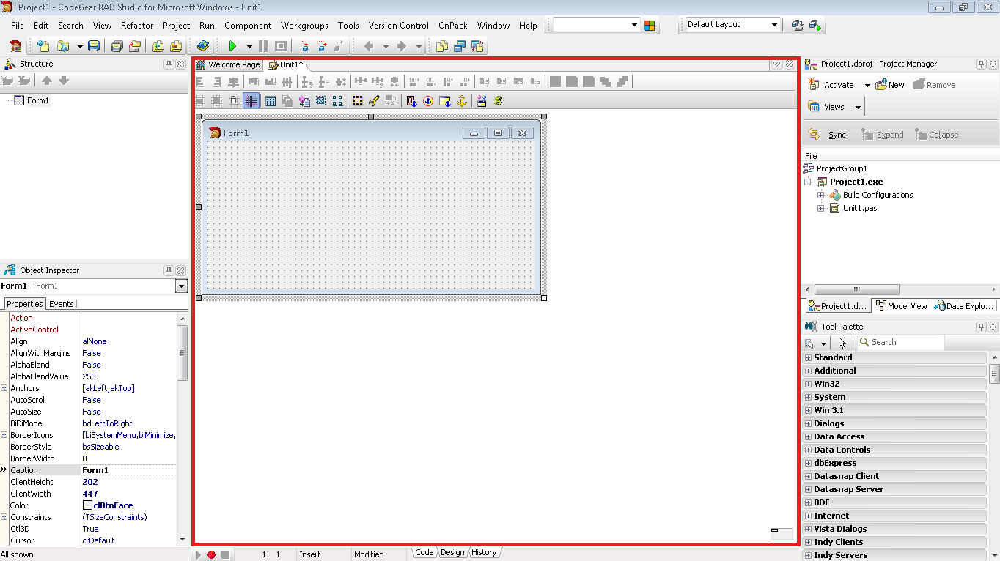 Project1 - CodeGear RAD Studio for Microsoft Windows - Unit1
File Edit Search View Refactor Project Run Component Workgroups Tools Version Control CnPack Window Help
Default Layout
Structure
Form1
Object Inspector
Form1 TForm1
Properties Events
Action
ActiveControl
Align alNone
AlignWithMargins False
AlphaBlend False
AlphaBlendValue 255
Anchors [akLeft,akTop]
AutoScroll False
AutoSize False
BiDiMode bdLeftToRight
BorderIcons [biSystemMenu,biMinimize,
BorderStyle bsSizeable
BorderWidth 0
Caption Form1
ClientHeight 202
ClientWidth 447
Color clBtnFace
Constraints (TSizeConstraints)
Ctl3D True
Cursor crDefault
All shown
Welcome Page Unit1*
Form1
1: 1 Insert Modified Code Design History
Project1.dproj - Project Manager
Activate New Remove
Views
Sync Expand Collapse
File
ProjectGroup1
Project1.exe
Build Configurations
Unit1.pas
Project1.d... Model View Data Explo...
Tool Palette
Search
Standard
Additional
Win32
System
Win 3.1
Dialogs
Data Access
Data Controls
dbExpress
Datasnap Client
Datasnap Server
BDE
Internet
Vista Dialogs
Indy Clients
Indy Servers